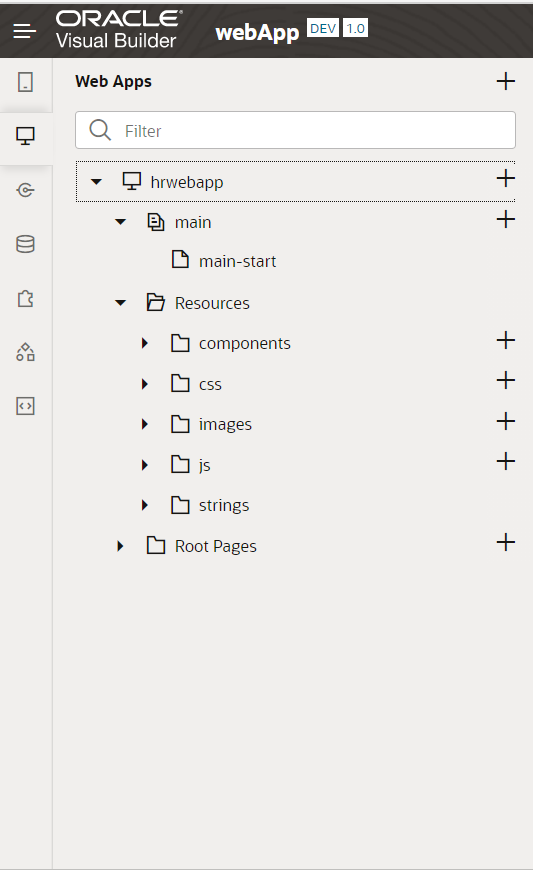 ORACLE®
Visual Builder
webApp DEV 1.0
Web Apps
Filter
hrwebapp
main
main-start
Resources
components
css
images
js
strings
Root Pages